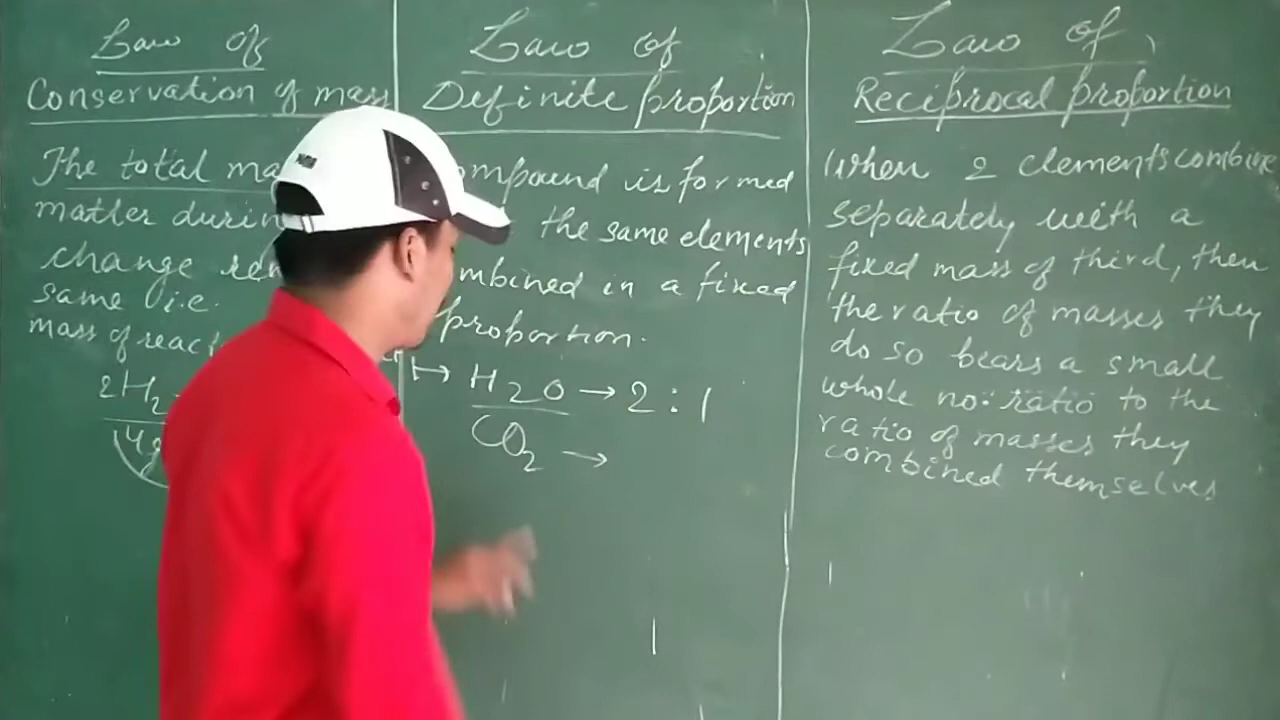 Law of
Conservation of mass
The total ma
matter durin
change
same i.e.
mass of react
2H2
4g
Law of
Definite proportion
ompound is formed
the same elements
mbined in a fixed
proportion.
↦ H2O → 2 : 1
CO2 →
Law of
Reciprocal proportion
When 2 elements combine
separately with a
fixed mass of third, then
the ratio of masses they
do so bears a small
whole no: ratio to the
ratio of masses they
combined themselves